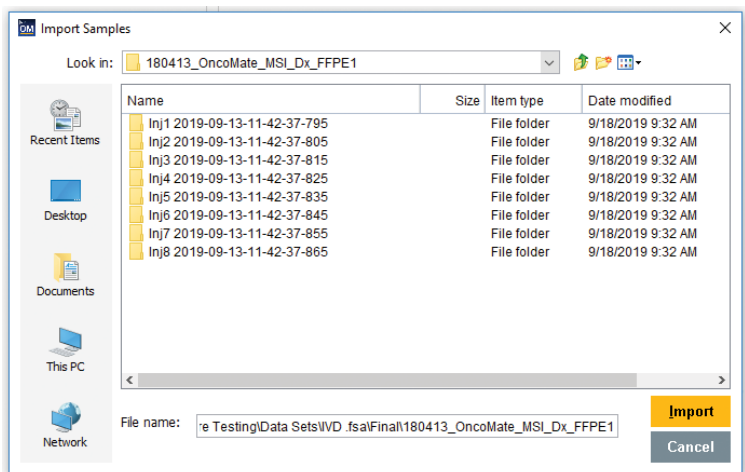 OM Import Samples
Look in: 180413_OncoMate_MSI_Dx_FFPE1
Recent Items
Desktop
Documents
This PC
Network
Name Size Item type Date modified
Inj1 2019-09-13-11-42-37-795 File folder 9/18/2019 9:32 AM
Inj2 2019-09-13-11-42-37-805 File folder 9/18/2019 9:32 AM
Inj3 2019-09-13-11-42-37-815 File folder 9/18/2019 9:32 AM
Inj4 2019-09-13-11-42-37-825 File folder 9/18/2019 9:32 AM
Inj5 2019-09-13-11-42-37-835 File folder 9/18/2019 9:32 AM
Inj6 2019-09-13-11-42-37-845 File folder 9/18/2019 9:32 AM
Inj7 2019-09-13-11-42-37-855 File folder 9/18/2019 9:32 AM
Inj8 2019-09-13-11-42-37-865 File folder 9/18/2019 9:32 AM
File name: re Testing\Data Sets\IVD .fsa\Final\180413_OncoMate_MSI_Dx_FFPE1
Import
Cancel